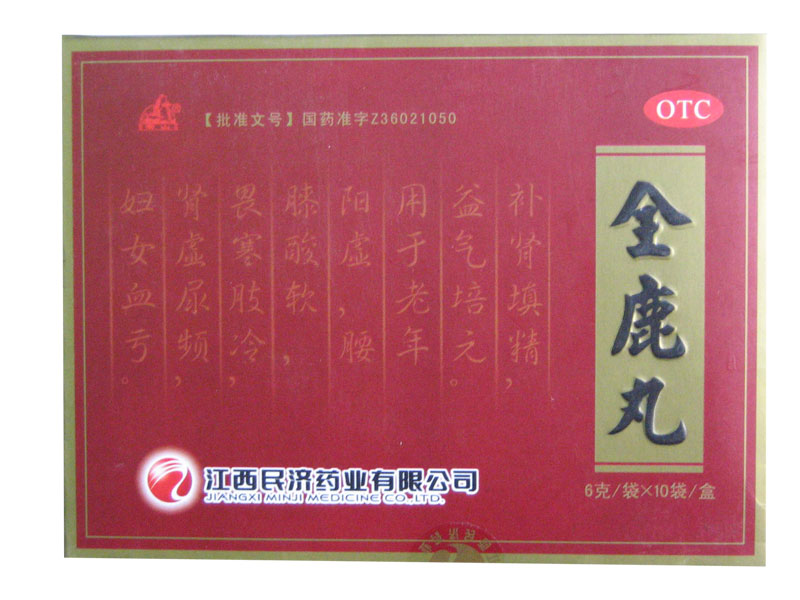 【批准文号】国药准字Z36021050
OTC
全鹿丸
补肾填精，
益气培元。
用于老年
阳虚，腰
膝酸软，
畏寒肢冷，
肾虚尿频，
妇女血亏。
江西民济药业有限公司
JIANGXI MINJI MEDICINE CO.,LTD.
6克/袋×10袋/盒